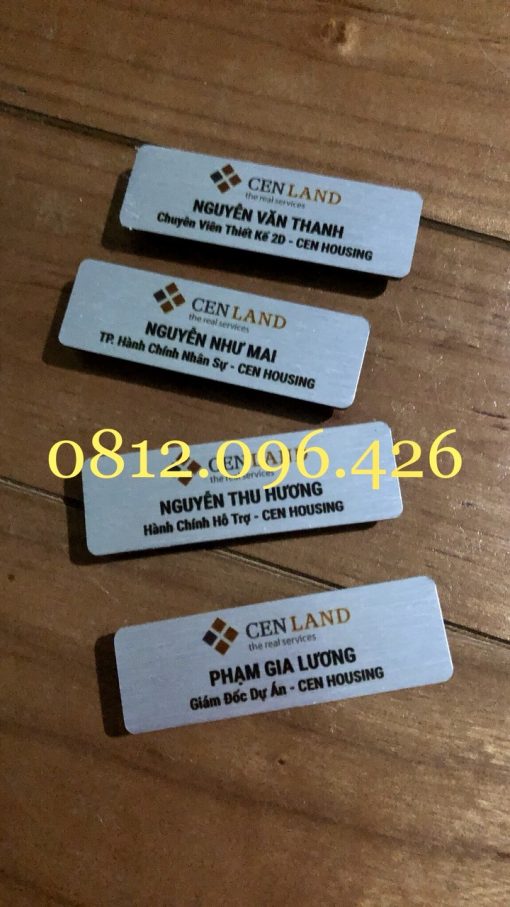 CENLAND
the real services
NGUYỄN VĂN THANH
Chuyên Viên Thiết Kế 2D - CEN HOUSING
CENLAND
the real services
NGUYỄN NHƯ MAI
TP. Hành Chính Nhân Sự - CEN HOUSING
0812.096.426
CENLAND
the real services
NGUYỄN THU HƯƠNG
Hành Chính Hỗ Trợ - CEN HOUSING
CENLAND
the real services
PHẠM GIA LƯƠNG
Giám Đốc Dự Án - CEN HOUSING